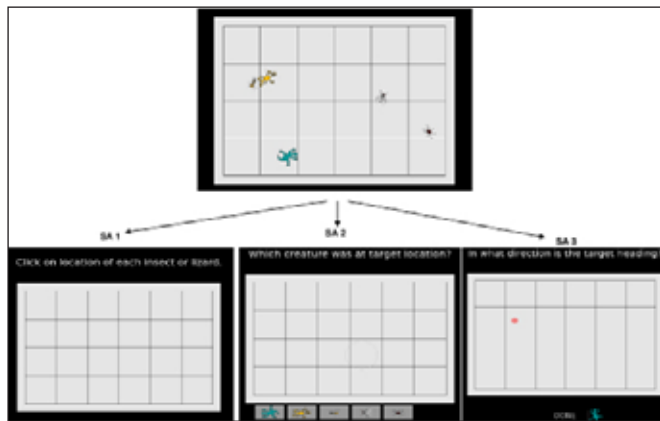 SA 1
SA 2
SA 3
Click on location of each insect or lizard.
Which creature was at target location?
In what direction is the target heading